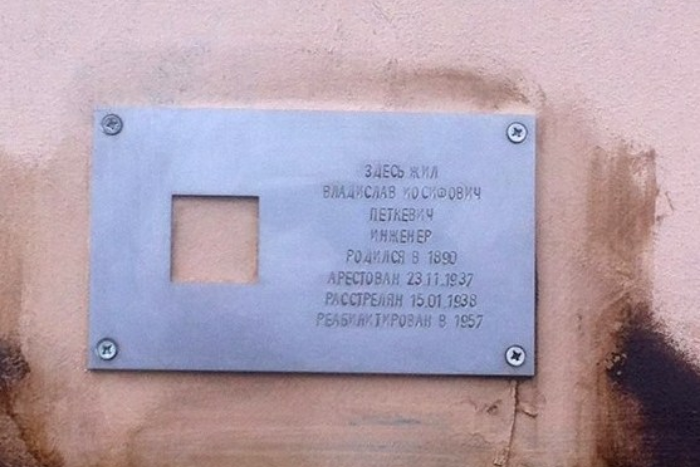 ЗДЕСЬ ЖИЛ
ВЛАДИСЛАВ ИОСИФОВИЧ
ПЕТКЕВИЧ
ИНЖЕНЕР
РОДИЛСЯ В 1890
АРЕСТОВАН 23.11.1937
РАССТРЕЛЯН 15.01.1938
РЕАБИЛИТИРОВАН В 1957